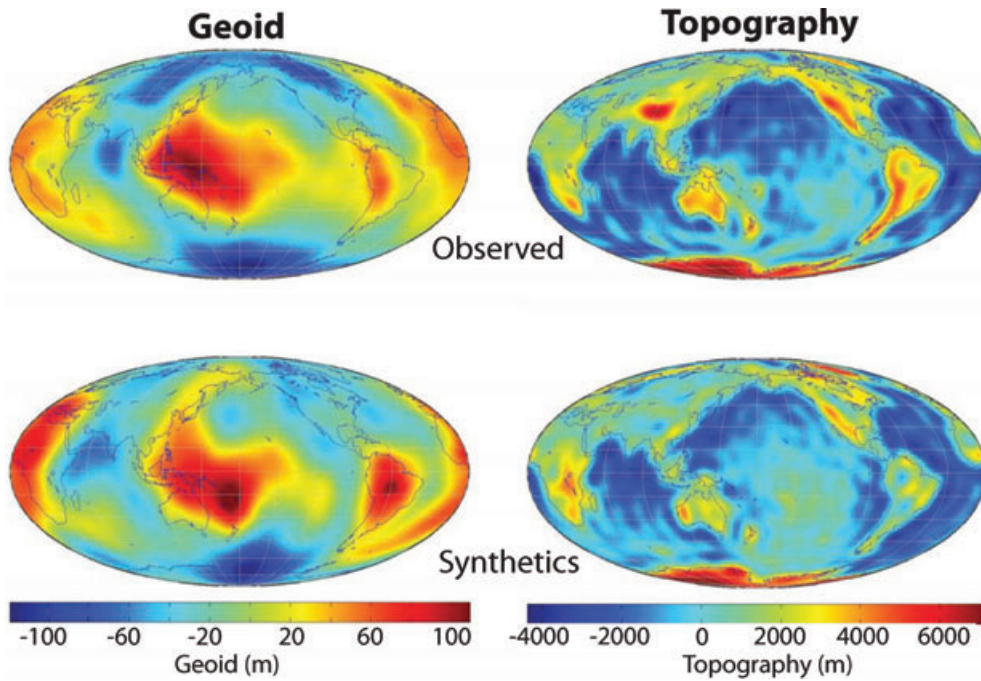 Geoid
Topography
Observed
Synthetics
-100 -60 -20 20 60 100
Geoid (m)
-4000 -2000 0 2000 4000 6000
Topography (m)